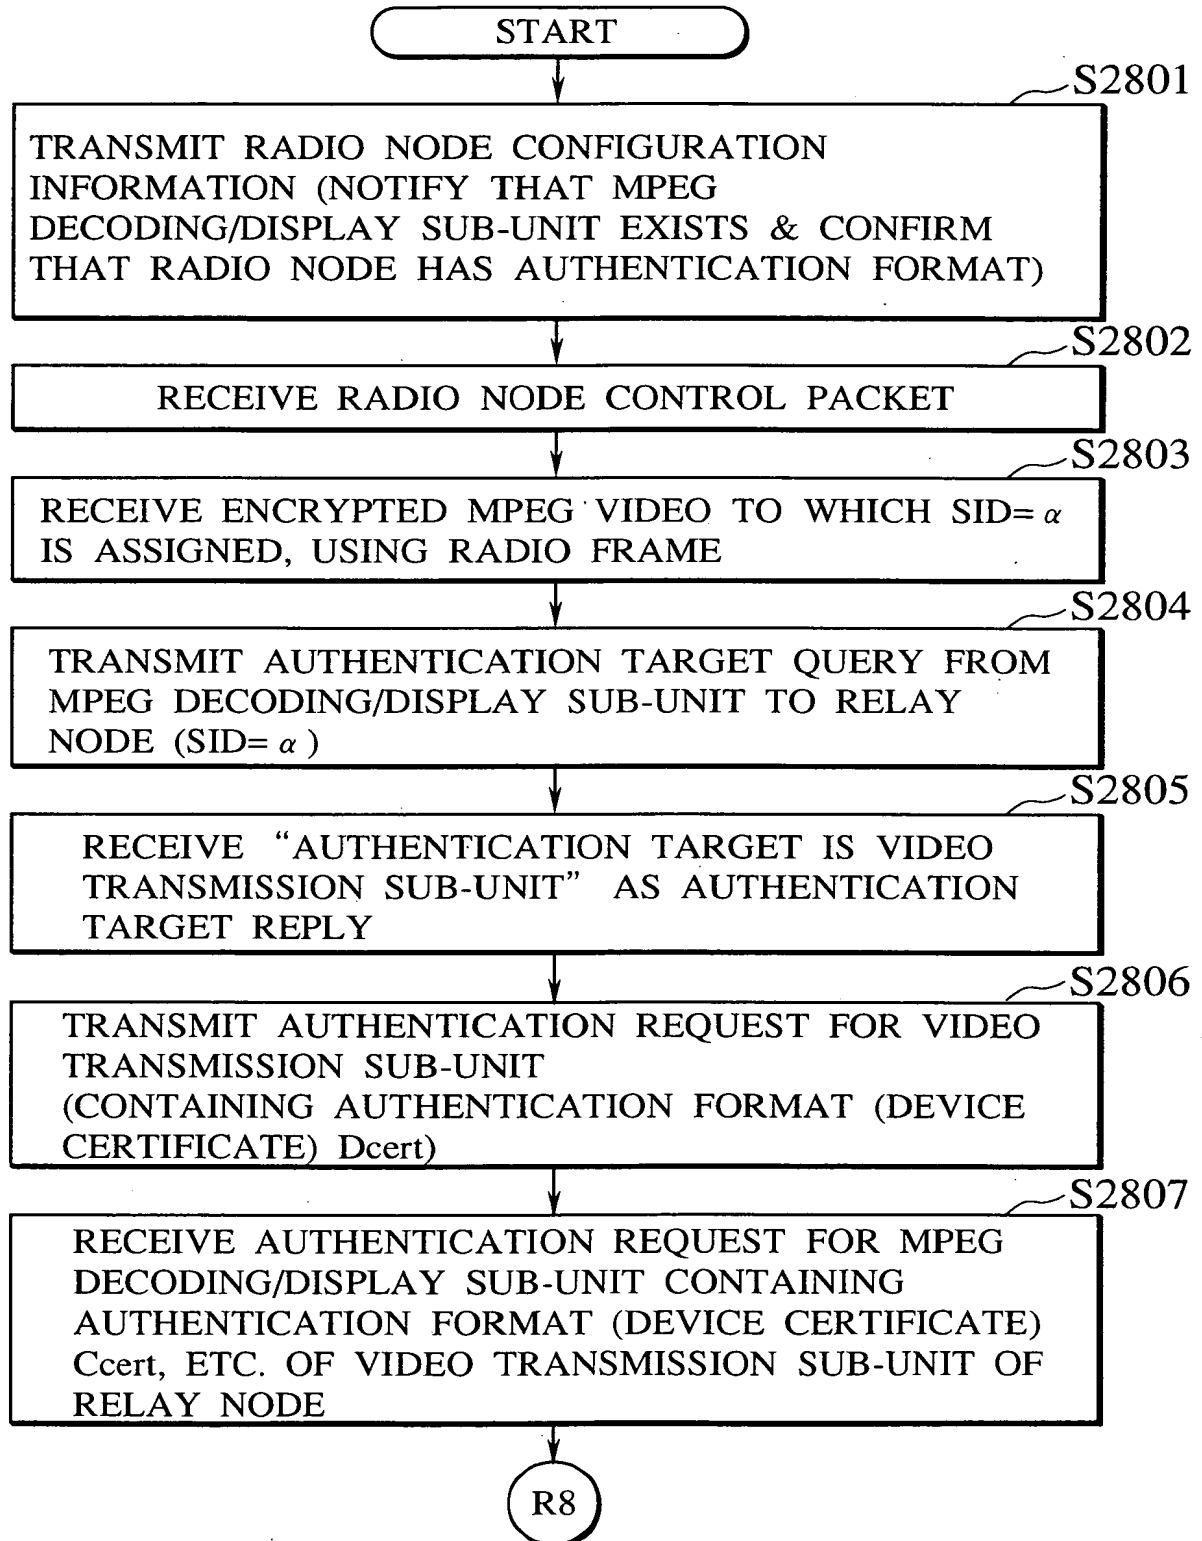 START
S2801
TRANSMIT RADIO NODE CONFIGURATION
INFORMATION (NOTIFY THAT MPEG
DECODING/DISPLAY SUB-UNIT EXISTS & CONFIRM
THAT RADIO NODE HAS AUTHENTICATION FORMAT)
S2802
RECEIVE RADIO NODE CONTROL PACKET
S2803
RECEIVE ENCRYPTED MPEG VIDEO TO WHICH SID= α
IS ASSIGNED, USING RADIO FRAME
S2804
TRANSMIT AUTHENTICATION TARGET QUERY FROM
MPEG DECODING/DISPLAY SUB-UNIT TO RELAY
NODE (SID= α )
S2805
RECEIVE “AUTHENTICATION TARGET IS VIDEO
TRANSMISSION SUB-UNIT” AS AUTHENTICATION
TARGET REPLY
S2806
TRANSMIT AUTHENTICATION REQUEST FOR VIDEO
TRANSMISSION SUB-UNIT
(CONTAINING AUTHENTICATION FORMAT (DEVICE
CERTIFICATE) Dcert)
S2807
RECEIVE AUTHENTICATION REQUEST FOR MPEG
DECODING/DISPLAY SUB-UNIT CONTAINING
AUTHENTICATION FORMAT (DEVICE CERTIFICATE)
Ccert, ETC. OF VIDEO TRANSMISSION SUB-UNIT OF
RELAY NODE
R8